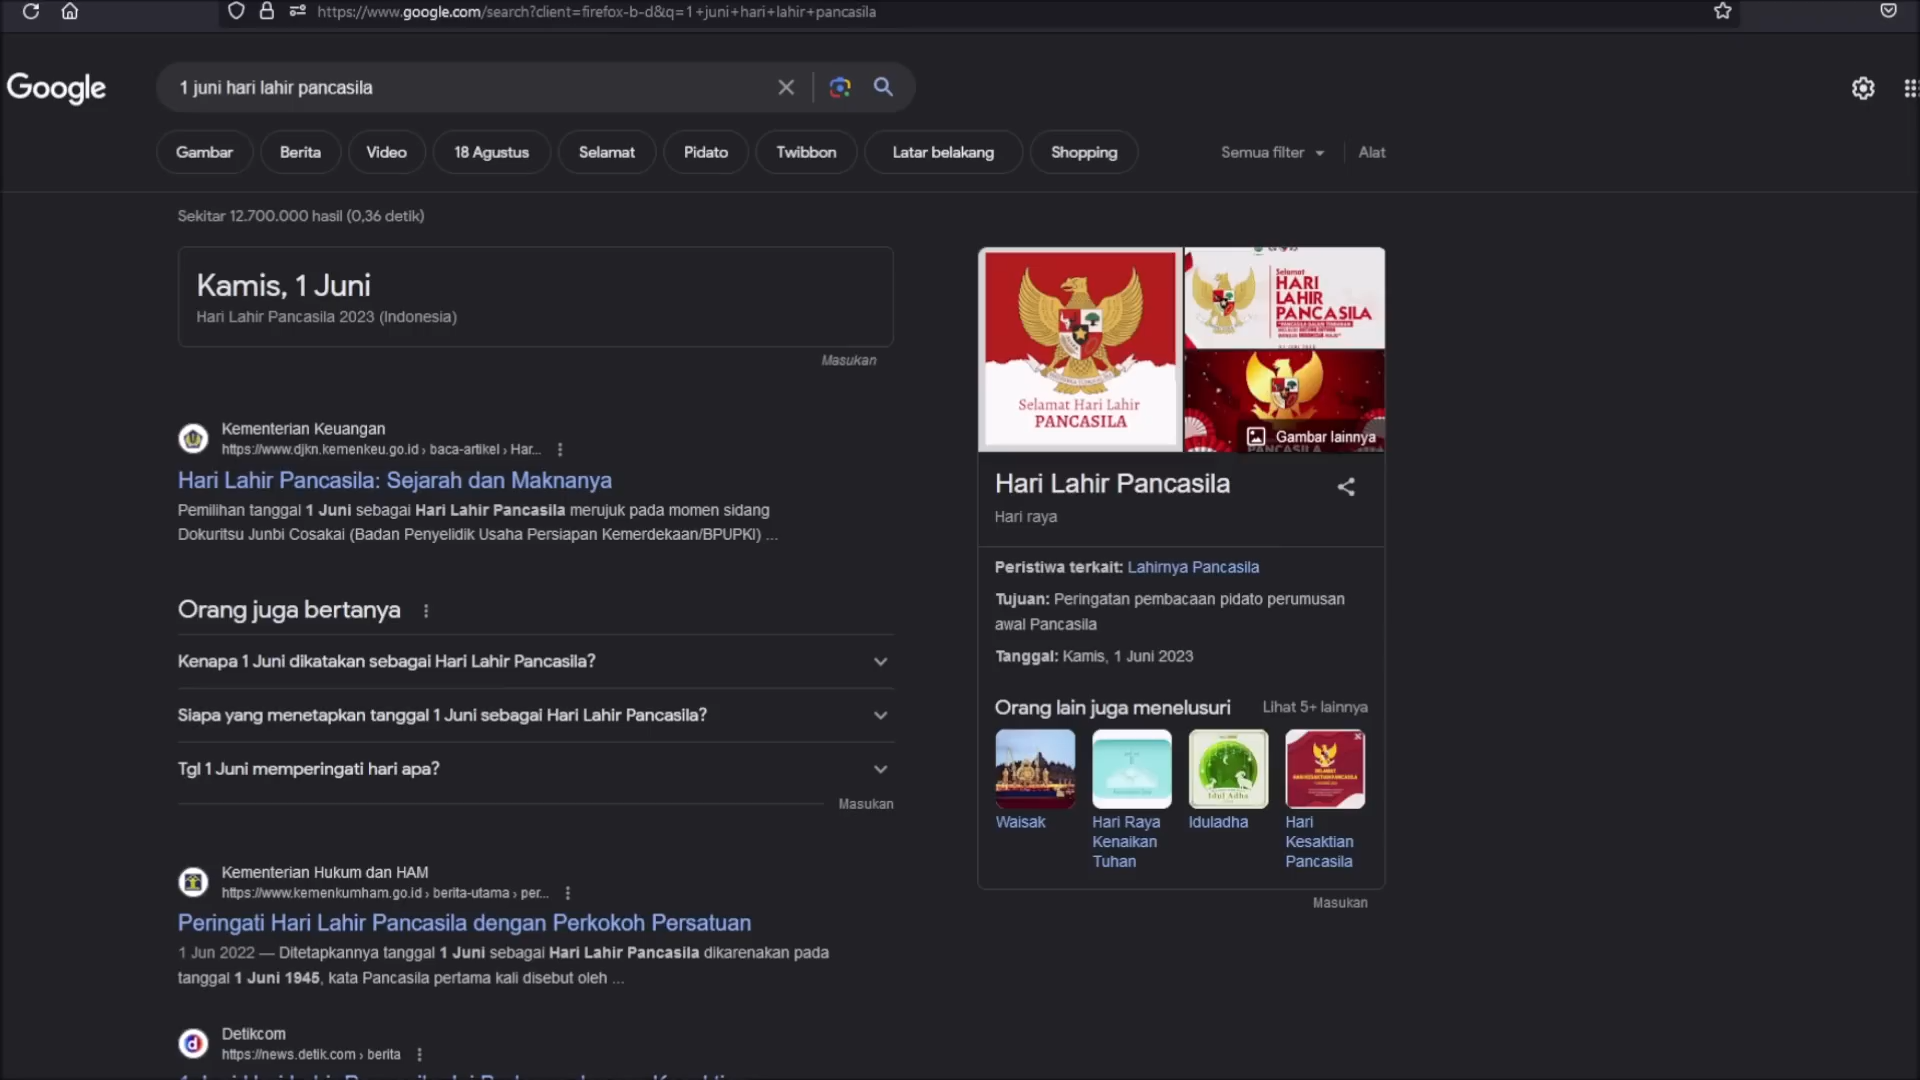 https://www.google.com/search?client=firefox-b-d&q=1+juni+hari+lahir+pancasila
Google
1 juni hari lahir pancasila
Gambar
Berita
Video
18 Agustus
Selamat
Pidato
Twibbon
Latar belakang
Shopping
Semua filter
Alat
Sekitar 12.700.000 hasil (0,36 detik)
Kamis, 1 Juni
Hari Lahir Pancasila 2023 (Indonesia)
Masukan
Kementerian Keuangan
https://www.djkn.kemenkeu.go.id › baca-artikel › Har...
Hari Lahir Pancasila: Sejarah dan Maknanya
Pemilihan tanggal 1 Juni sebagai Hari Lahir Pancasila merujuk pada momen sidang
Dokuritsu Junbi Cosakai (Badan Penyelidik Usaha Persiapan Kemerdekaan/BPUPKI) ...
Orang juga bertanya
Kenapa 1 Juni dikatakan sebagai Hari Lahir Pancasila?
Siapa yang menetapkan tanggal 1 Juni sebagai Hari Lahir Pancasila?
Tgl 1 Juni memperingati hari apa?
Masukan
Kementerian Hukum dan HAM
https://www.kemenkumham.go.id › berita-utama › per...
Peringati Hari Lahir Pancasila dengan Perkokoh Persatuan
1 Jun 2022 — Ditetapkannya tanggal 1 Juni sebagai Hari Lahir Pancasila dikarenakan pada
tanggal 1 Juni 1945, kata Pancasila pertama kali disebut oleh ...
Detikcom
https://news.detik.com › berita
Selamat Hari Lahir
PANCASILA
Selamat
HARI
LAHIR
PANCASILA
Gambar lainnya
Hari Lahir Pancasila
Hari raya
Peristiwa terkait: Lahirnya Pancasila
Tujuan: Peringatan pembacaan pidato perumusan
awal Pancasila
Tanggal: Kamis, 1 Juni 2023
Orang lain juga menelusuri
Lihat 5+ lainnya
Idhil Adha
Waisak
Hari Raya
Kenaikan
Tuhan
Iduladha
Hari
Kesaktian
Pancasila
Masukan